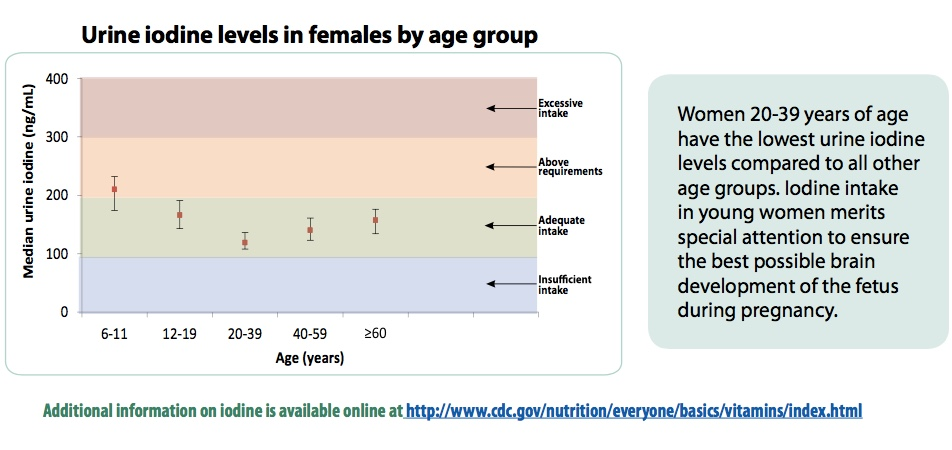 Urine iodine levels in females by age group
Median urine iodine (ng/mL)
400
300
200
100
0
Excessive
intake
Above
requirements
Adequate
intake
Insufficient
intake
6-11 12-19 20-39 40-59 ≥60
Age (years)
Women 20-39 years of age
have the lowest urine iodine
levels compared to all other
age groups. Iodine intake
in young women merits
special attention to ensure
the best possible brain
development of the fetus
during pregnancy.
Additional information on iodine is available online at http://www.cdc.gov/nutrition/everyone/basics/vitamins/index.html